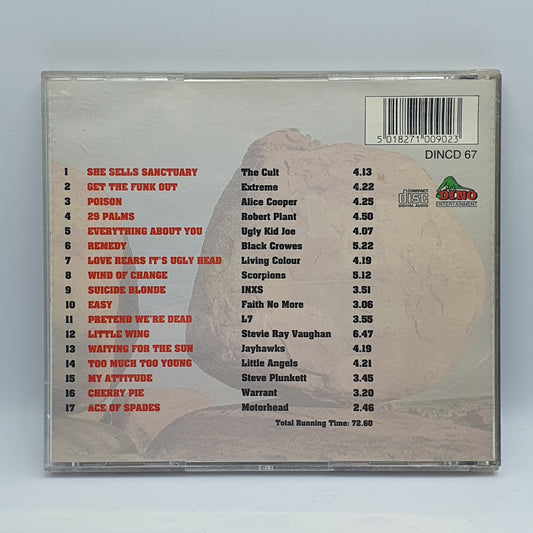 5 018271 009023
DINCD 67
COMPACT
disc
DIGITAL AUDIO
DINO
ENTERTAINMENT
1 SHE SELLS SANCTUARY The Cult 4.13
2 GET THE FUNK OUT Extreme 4.22
3 POISON Alice Cooper 4.25
4 29 PALMS Robert Plant 4.50
5 EVERYTHING ABOUT YOU Ugly Kid Joe 4.07
6 REMEDY Black Crowes 5.22
7 LOVE REARS IT'S UGLY HEAD Living Colour 4.19
8 WIND OF CHANGE Scorpions 5.12
9 SUICIDE BLONDE INXS 3.51
10 EASY Faith No More 3.06
11 PRETEND WE'RE DEAD L7 3.55
12 LITTLE WING Stevie Ray Vaughan 6.47
13 WAITING FOR THE SUN Jayhawks 4.19
14 TOO MUCH TOO YOUNG Little Angels 4.21
15 MY ATTITUDE Steve Plunkett 3.45
16 CHERRY PIE Warrant 3.20
17 ACE OF SPADES Motorhead 2.46
Total Running Time: 72.60